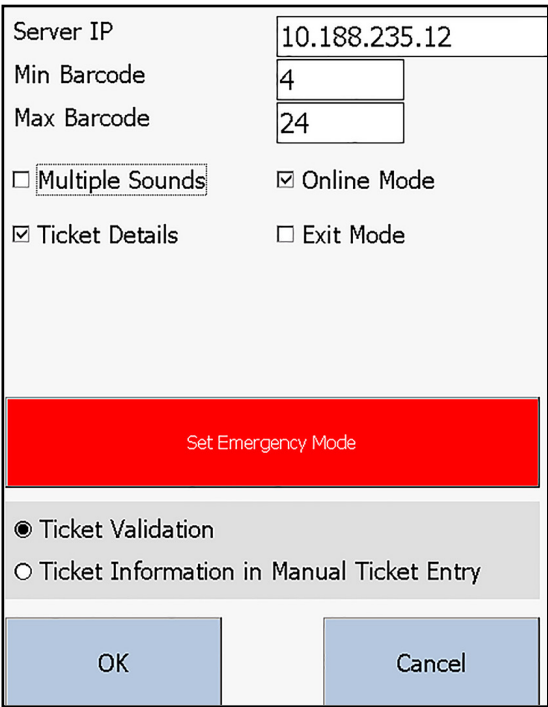 Server IP 10.188.235.12
Min Barcode 4
Max Barcode 24
Multiple Sounds Online Mode
Ticket Details Exit Mode
Set Emergency Mode
Ticket Validation
Ticket Information in Manual Ticket Entry
OK Cancel